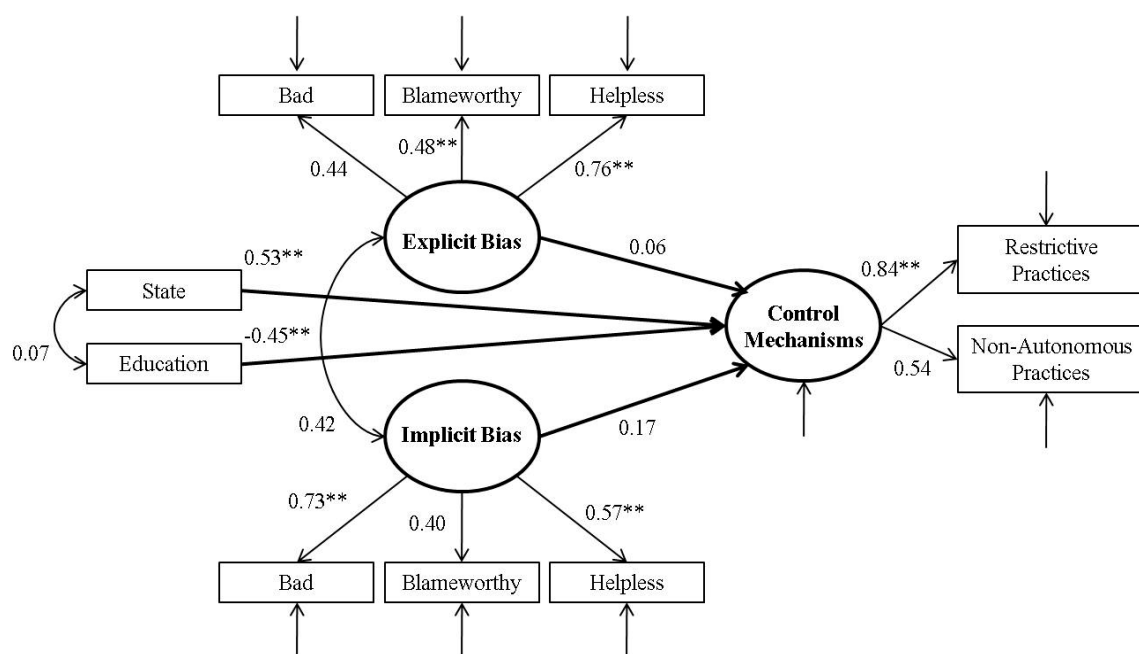 Bad
Blameworthy
Helpless
0.44
0.48**
0.76**
Explicit Bias
0.06
0.53**
State
-0.45**
Education
0.07
0.42
Control
Mechanisms
0.84**
Restrictive
Practices
0.54
Non-Autonomous
Practices
Implicit Bias
0.17
0.73**
0.40
0.57**
Bad
Blameworthy
Helpless